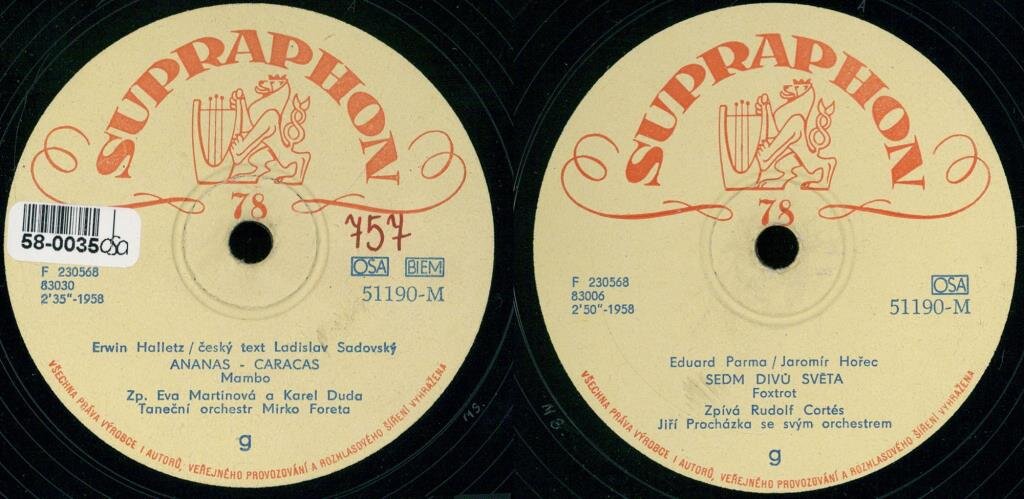 SUPRAPHON
78
757
58-0035
osa
F 230568
83030
2'35"-1958
OSA BIEM
51190-M
Erwin Halletz / český text Ladislav Sadovský
ANANAS - CARACAS
Mambo
Zp. Eva Martinová a Karel Duda
Taneční orchestr Mirko Foreta
g
VŠECHNA PRÁVA VÝROBCE I AUTORŮ, VEŘEJNÉHO PROVOZOVÁNÍ A ROZHLASOVÉHO ŠÍŘENÍ VYHRAŽENA
SUPRAPHON
78
F 230568
83006
2'50"-1958
OSA
51190-M
Eduard Parma / Jaromír Hořec
SEDM DIVŮ SVĚTA
Foxtrot
Zpívá Rudolf Cortés
Jiří Procházka se svým orchestrem
g
VŠECHNA PRÁVA VÝROBCE I AUTORŮ, VEŘEJNÉHO PROVOZOVÁNÍ A ROZHLASOVÉHO ŠÍŘENÍ VYHRAŽENA